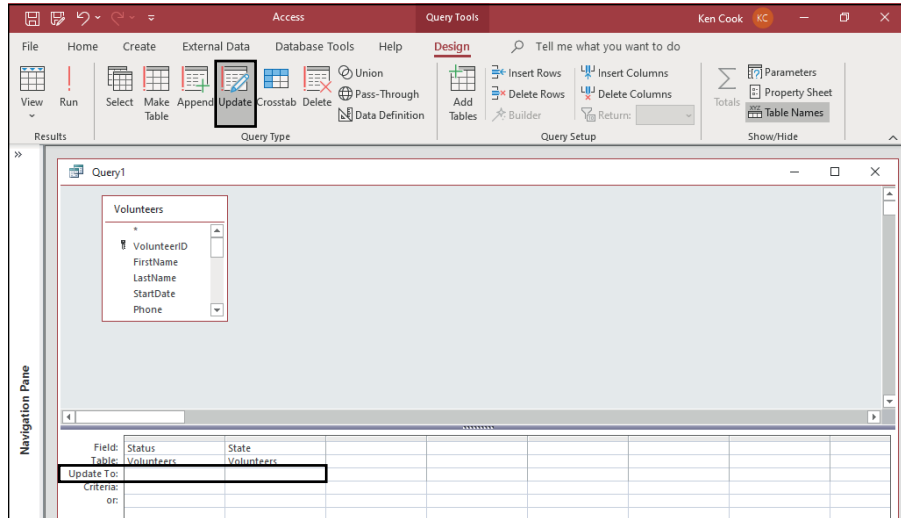 Access
Query Tools
Ken Cook
KC
File Home Create External Data Database Tools Help Design Tell me what you want to do
View
Run
Select
Make Table
Append
Update
Crosstab
Delete
Union
Pass-Through
Data Definition
Add Tables
Insert Rows
Delete Rows
Builder
Insert Columns
Delete Columns
Return:
Totals
Parameters
Property Sheet
XYZ
Table Names
Results
Query Type
Query Setup
Show/Hide
»
Query1
Volunteers
*
VolunteerID
FirstName
LastName
StartDate
Phone
Navigation Pane
Field: Status State
Table: Volunteers Volunteers
Update To:
Criteria:
or: